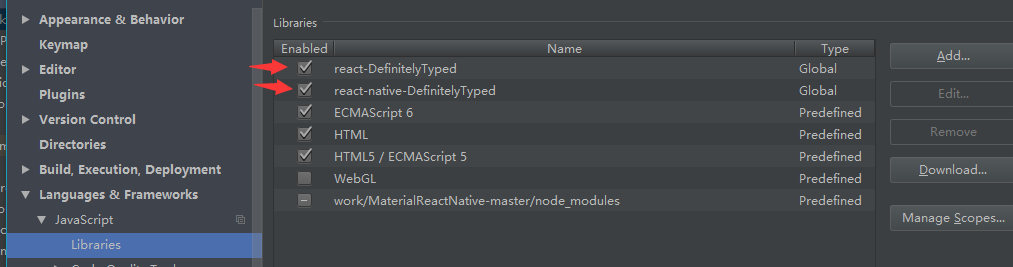 Appearance & Behavior
Keymap
Editor
Plugins
Version Control
Directories
Build, Execution, Deployment
Languages & Frameworks
JavaScript
Libraries
Libraries
Enabled Name Type
react-DefinitelyTyped Global
react-native-DefinitelyTyped Global
ECMAScript 6 Predefined
HTML Predefined
HTML5 / ECMAScript 5 Predefined
WebGL Predefined
work/MaterialReactNative-master/node_modules Predefined
Add...
Edit...
Remove
Download...
Manage Scopes...